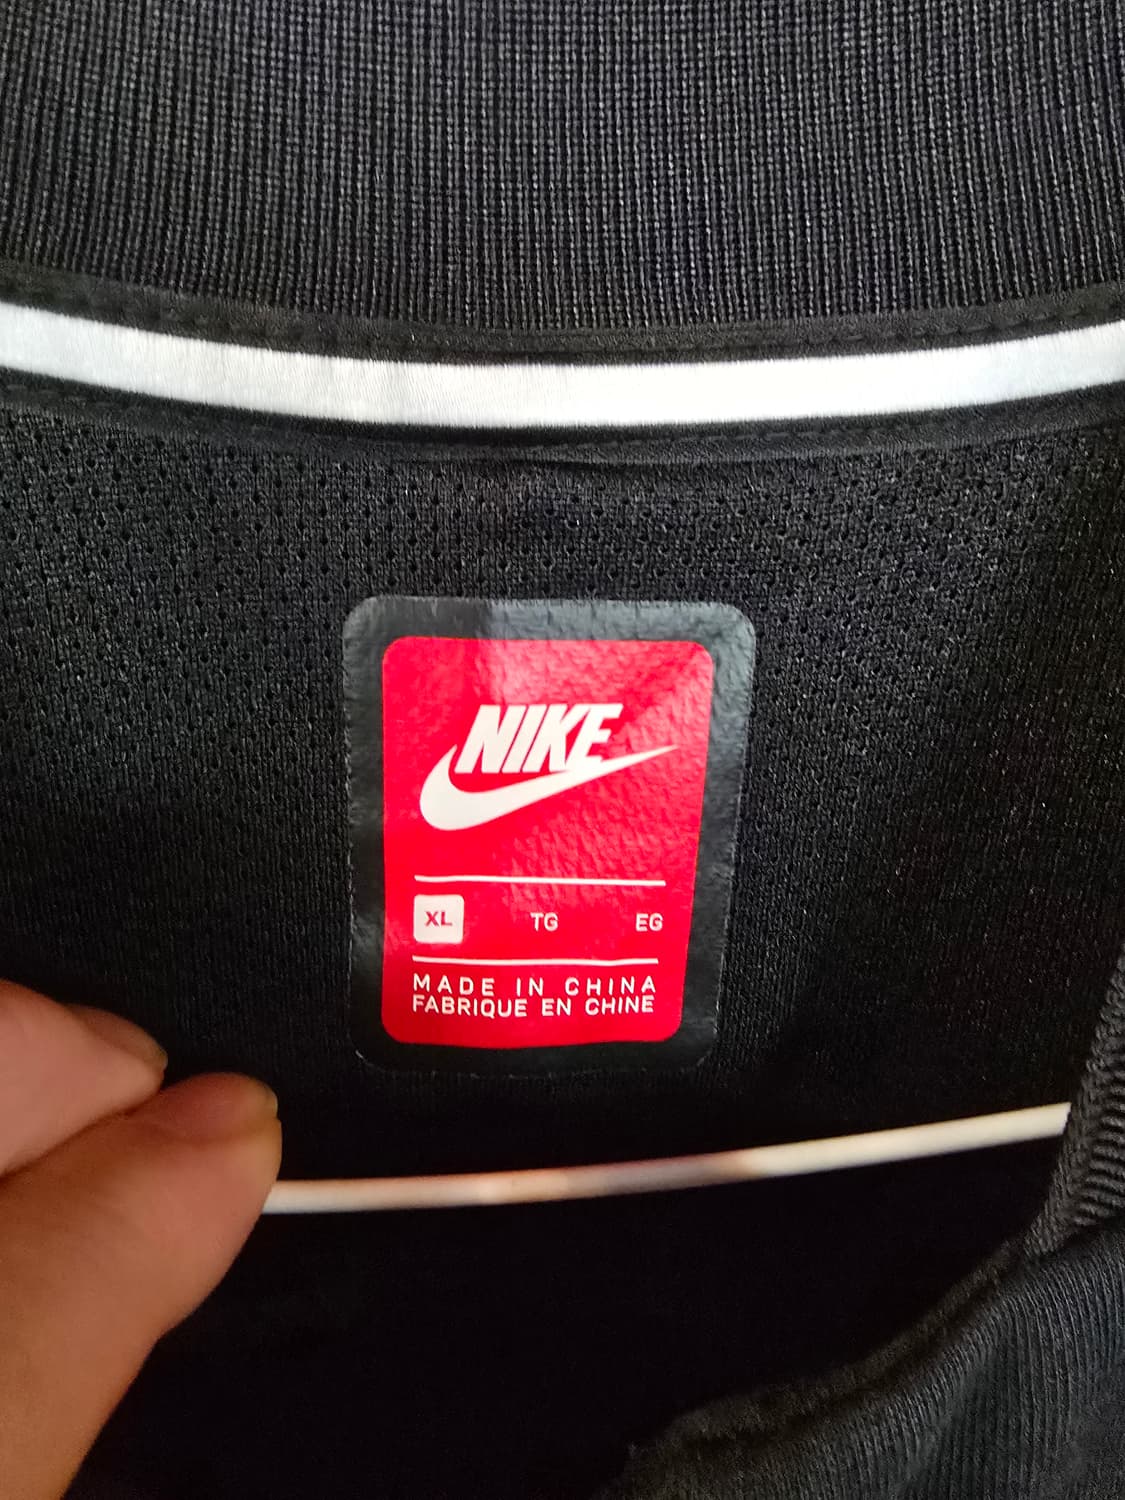 NIKE
XL TG EG
MADE IN CHINA
FABRIQUE EN CHINE